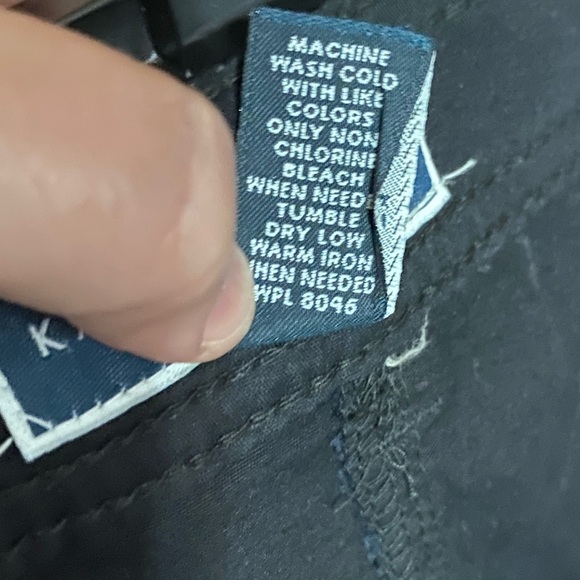 MACHINE
WASH COLD
WITH LIKE
COLORS
ONLY NON
CHLORINE
BLEACH
WHEN NEED
TUMBLE
DRY LOW
WARM IRON
WHEN NEEDED
WPL 8046
K